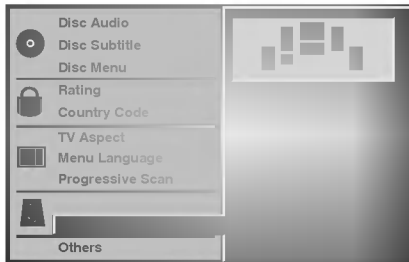 Disc Audio
Disc Subtitle
Disc Menu
Rating
Country Code
TV Aspect
Menu Language
Progressive Scan
Others